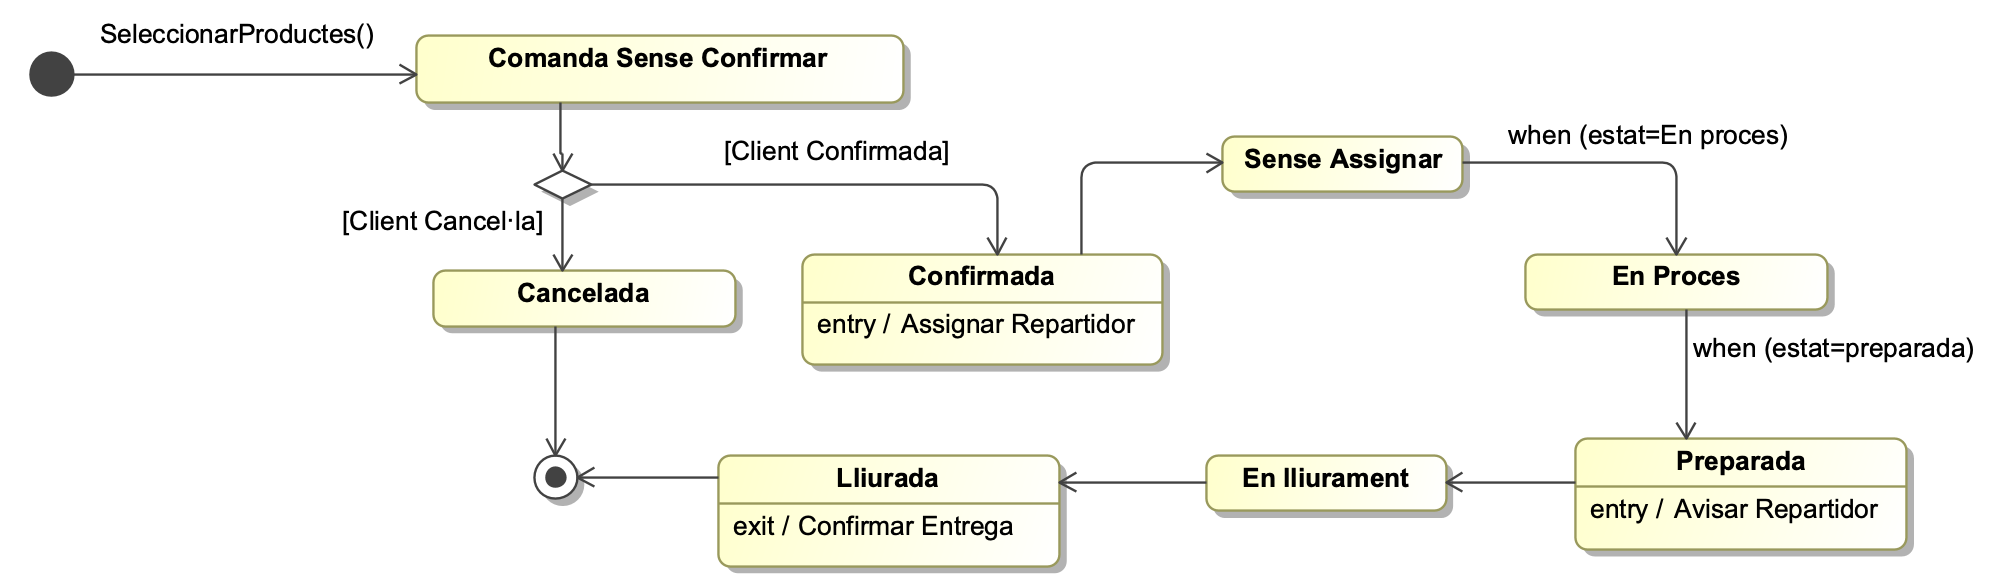 SeleccionarProductes()
Comanda Sense Confirmar
[Client Confirmada]
[Client Cancel·la]
Cancelada
Confirmada
entry / Assignar Repartidor
Sense Assignar
when (estat=En proces)
En Proces
when (estat=preparada)
Preparada
entry / Avisar Repartidor
En lliurament
Lliurada
exit / Confirmar Entrega